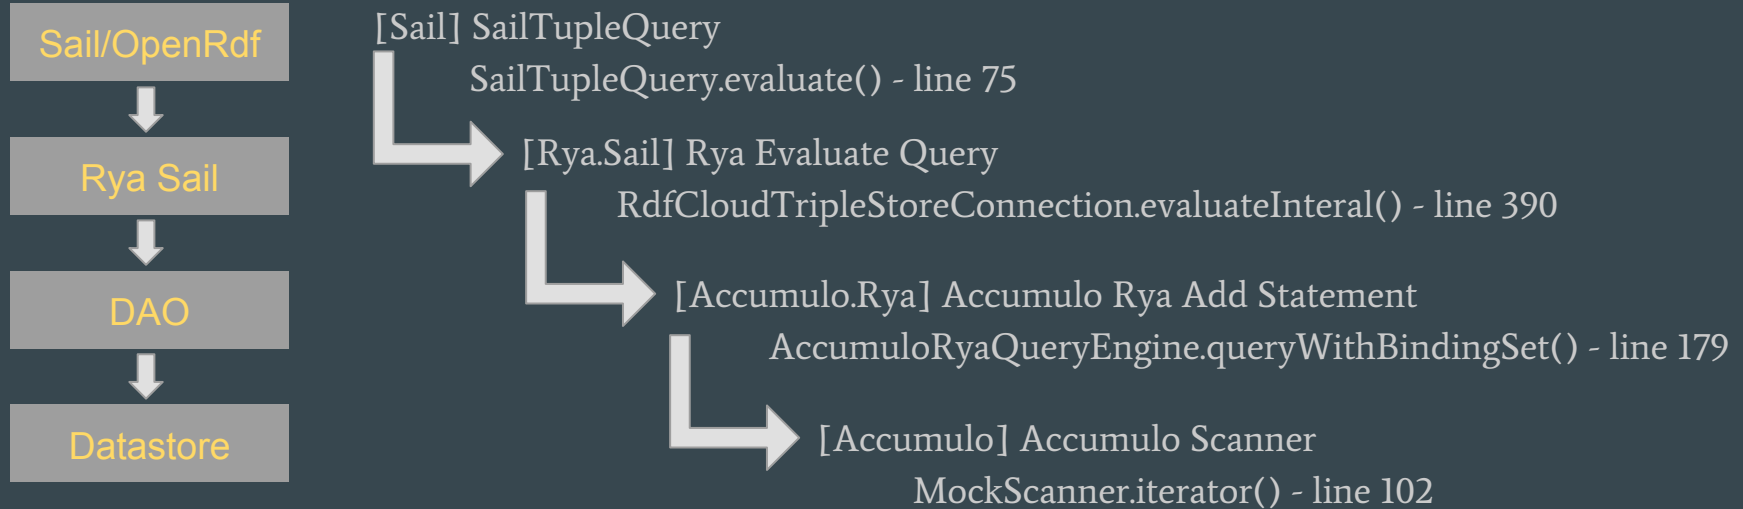 Sail/OpenRdf
Rya Sail
DAO
Datastore
[Sail] SailTupleQuery
SailTupleQuery.evaluate() - line 75
[Rya.Sail] Rya Evaluate Query
RdfCloudTripleStoreConnection.evaluateInteral() - line 390
[Accumulo.Rya] Accumulo Rya Add Statement
AccumuloRyaQueryEngine.queryWithBindingSet() - line 179
[Accumulo] Accumulo Scanner
MockScanner.iterator() - line 102